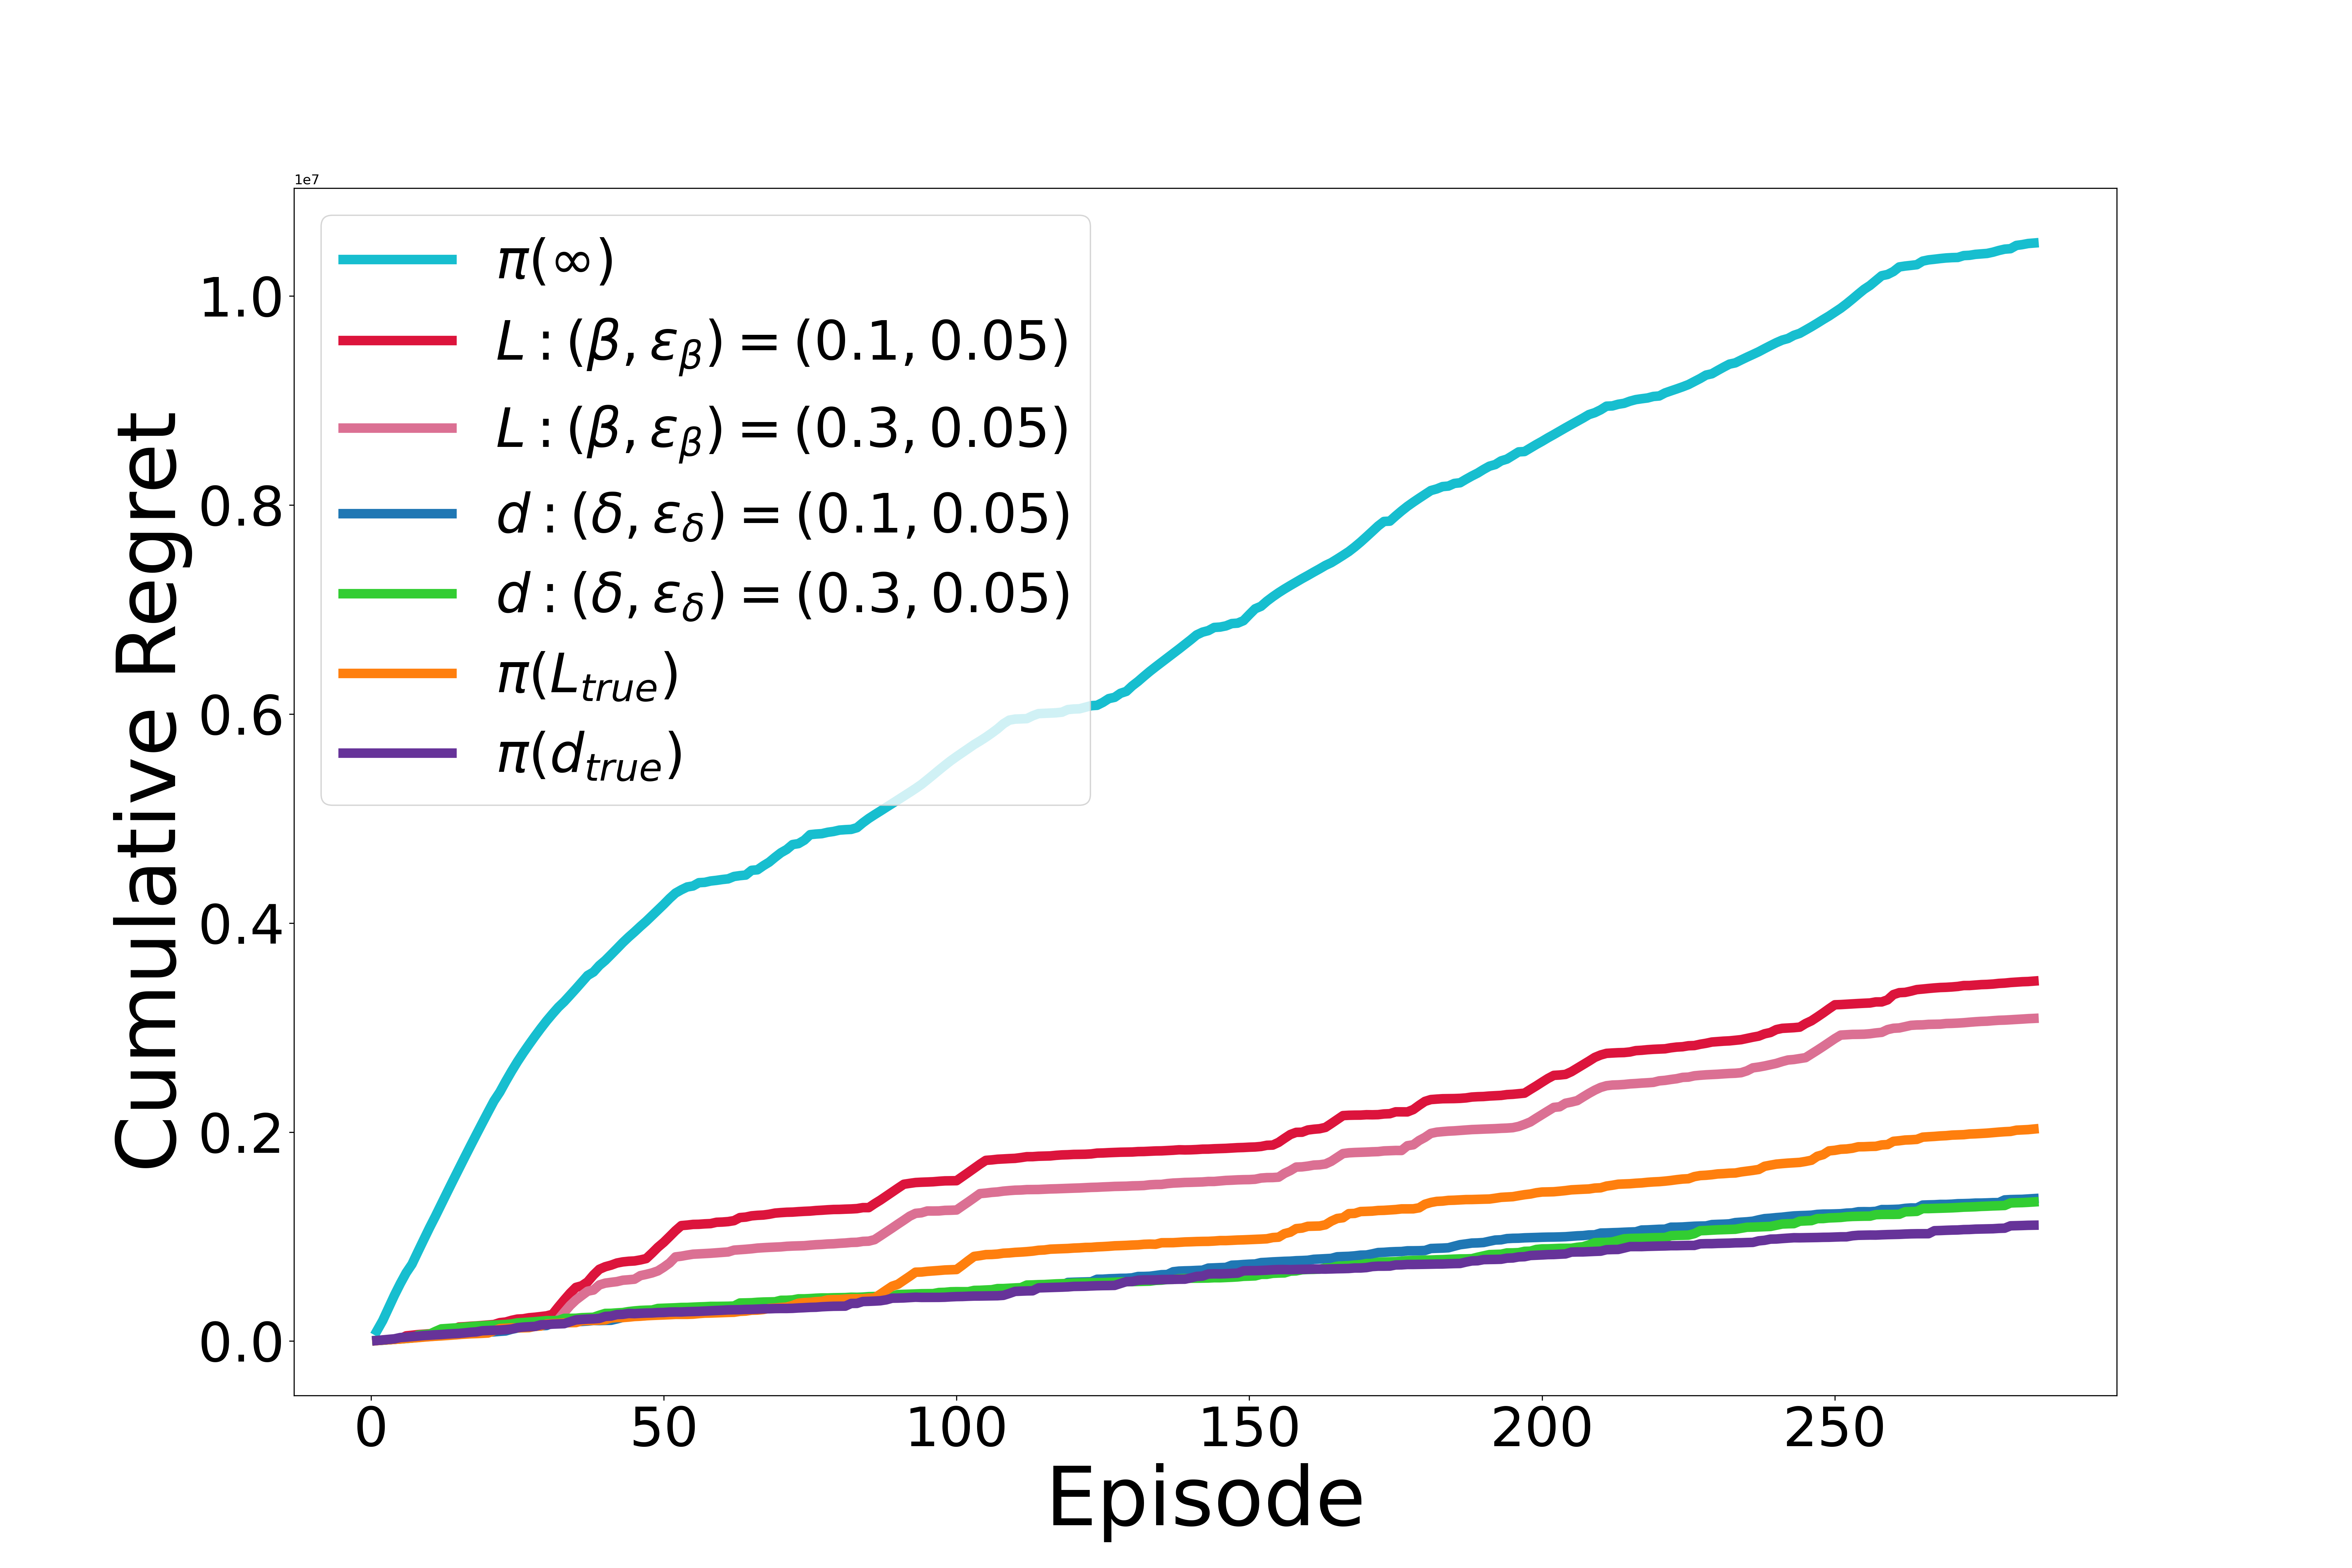 1e7
π(∞)
L : (β, ε_β) = (0.1, 0.05)
L : (β, ε_β) = (0.3, 0.05)
d : (δ, ε_δ) = (0.1, 0.05)
d : (δ, ε_δ) = (0.3, 0.05)
π(L_true)
π(d_true)
Cumulative Regret
1.0
0.8
0.6
0.4
0.2
0.0
0 50 100 150 200 250
Episode